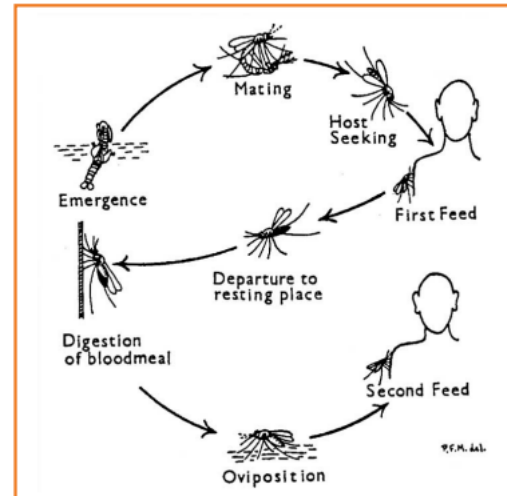 Mating
Host
Seeking
Emergence
First Feed
Departure to
resting place
Digestion
of bloodmeal
Second Feed
Oviposition
P.F.M. del.